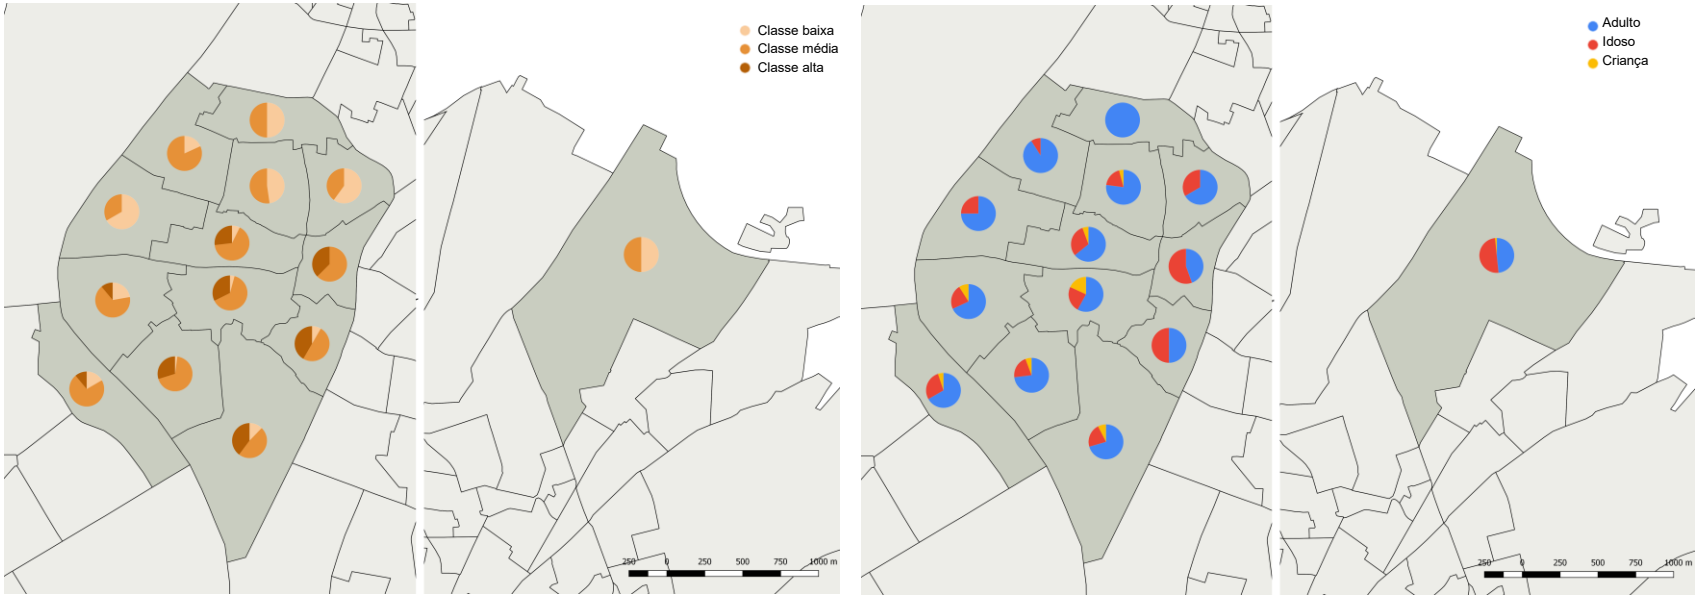 Classe baixa
Classe média
Classe alta
250 0 250 500 750 1000 m
Adulto
Idoso
Criança
250 0 250 500 750 1000 m